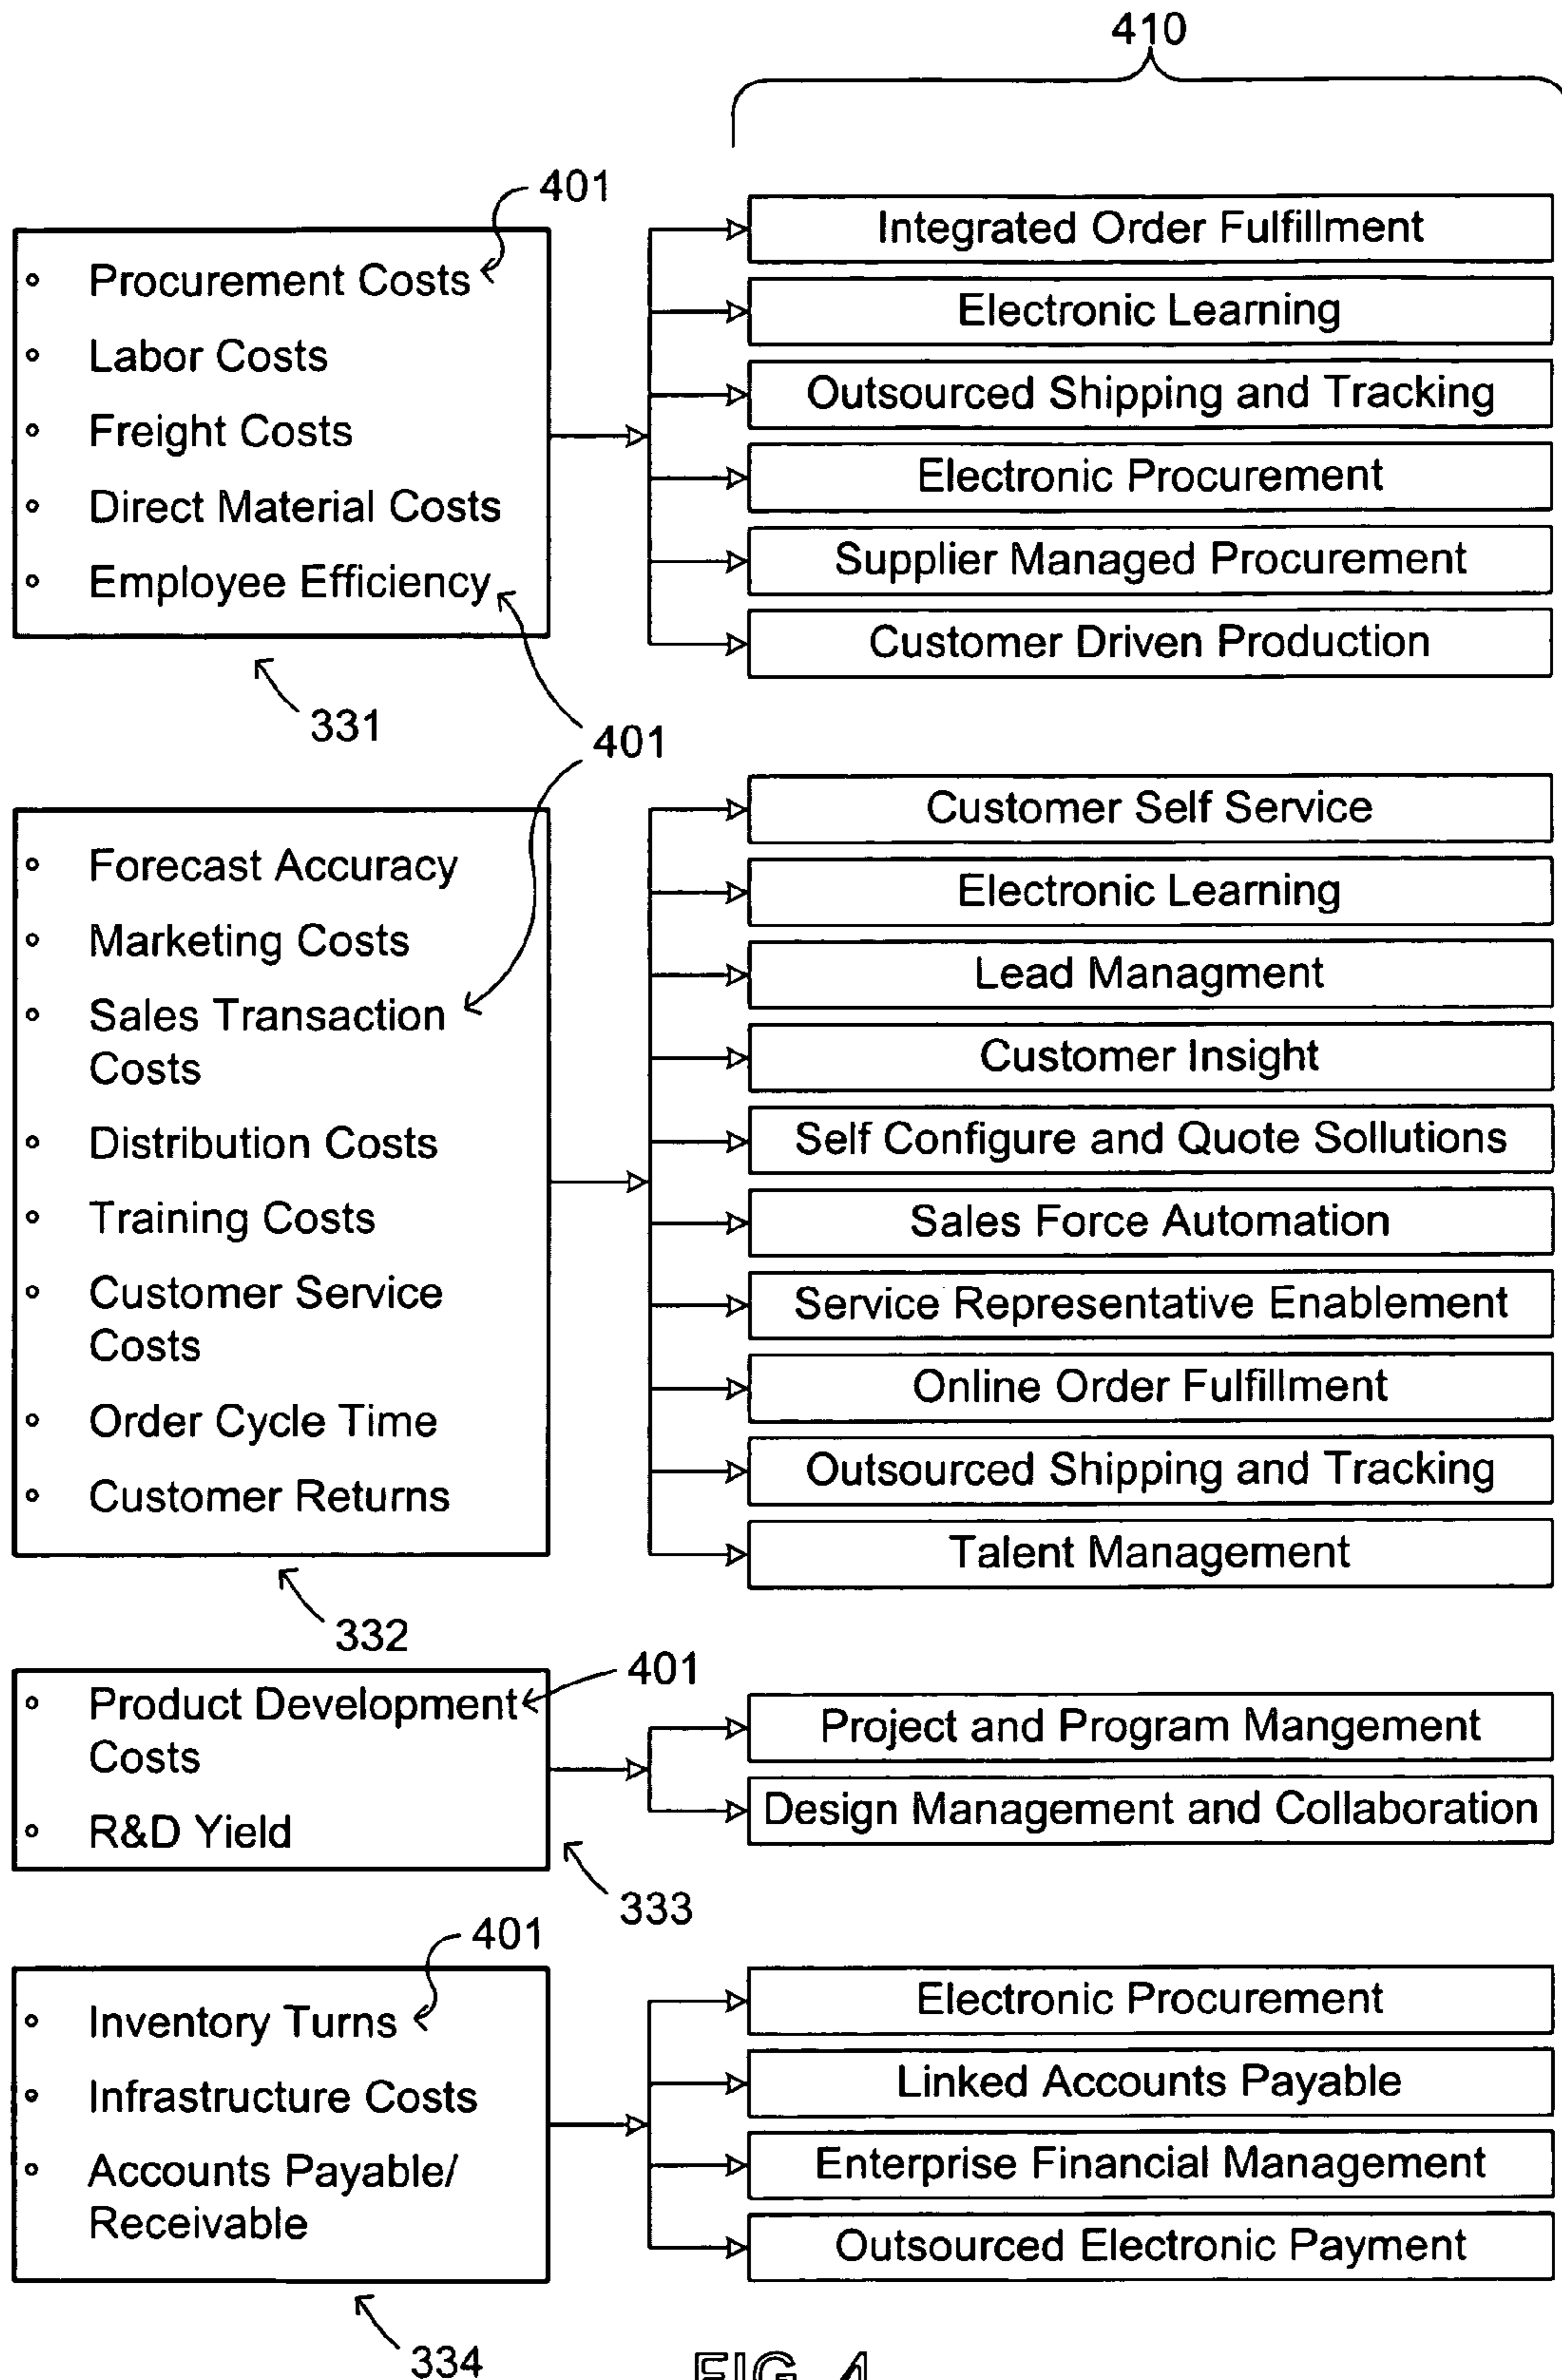 410
401
Procurement Costs
Labor Costs
Freight Costs
Direct Material Costs
Employee Efficiency
331
401
Integrated Order Fulfillment
Electronic Learning
Outsourced Shipping and Tracking
Electronic Procurement
Supplier Managed Procurement
Customer Driven Production
Forecast Accuracy
Marketing Costs
Sales Transaction
Costs
Distribution Costs
Training Costs
Customer Service
Costs
Order Cycle Time
Customer Returns
332
Customer Self Service
Electronic Learning
Lead Managment
Customer Insight
Self Configure and Quote Sollutions
Sales Force Automation
Service Representative Enablement
Online Order Fulfillment
Outsourced Shipping and Tracking
Talent Management
401
Product Development
Costs
R&D Yield
333
Project and Program Mangement
Design Management and Collaboration
401
Inventory Turns
Infrastructure Costs
Accounts Payable/
Receivable
334
Electronic Procurement
Linked Accounts Payable
Enterprise Financial Management
Outsourced Electronic Payment
FIG. 4